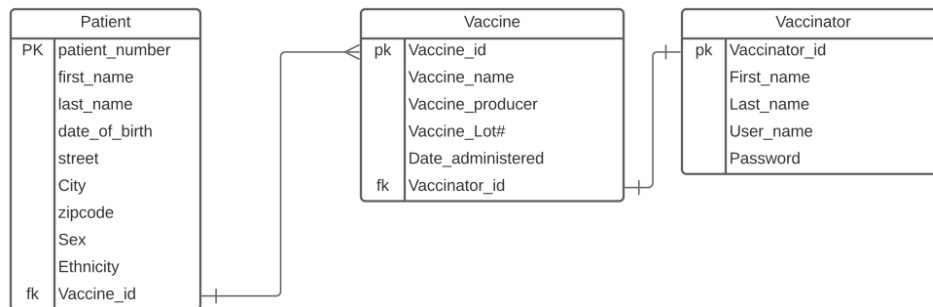 Patient
PK patient_number
first_name
last_name
date_of_birth
street
City
zipcode
Sex
Ethnicity
fk Vaccine_id
Vaccine
pk Vaccine_id
Vaccine_name
Vaccine_producer
Vaccine_Lot#
Date_administered
fk Vaccinator_id
Vaccinator
pk Vaccinator_id
First_name
Last_name
User_name
Password